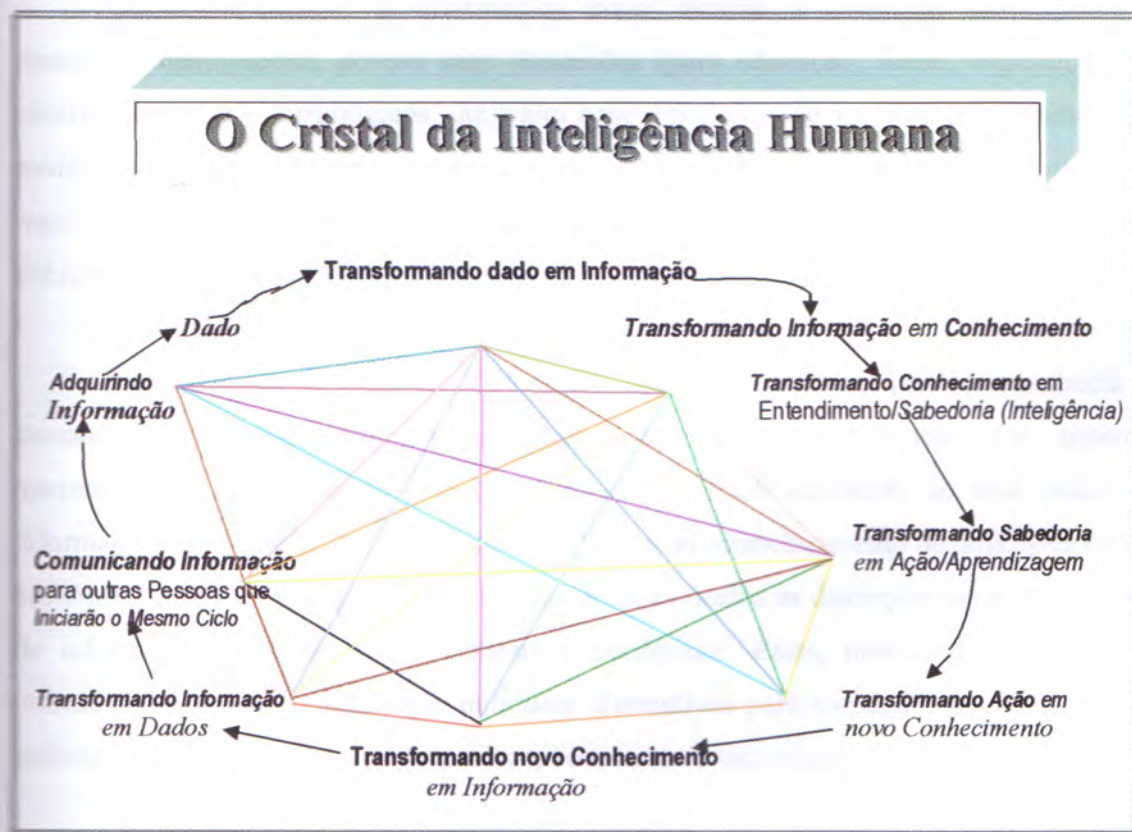 O Cristal da Inteligência Humana
Transformando dado em Informação
Dado
Transformando Informação em Conhecimento
Adquirindo
Informação
Transformando Conhecimento em
Entendimento/Sabedoria (Inteligência)
Transformando Sabedoria
em Ação/Aprendizagem
Comunicando Informação
para outras Pessoas que
Iniciarão o Mesmo Ciclo
Transformando Ação em
novo Conhecimento
Transformando Informação
em Dados
Transformando novo Conhecimento
em Informação